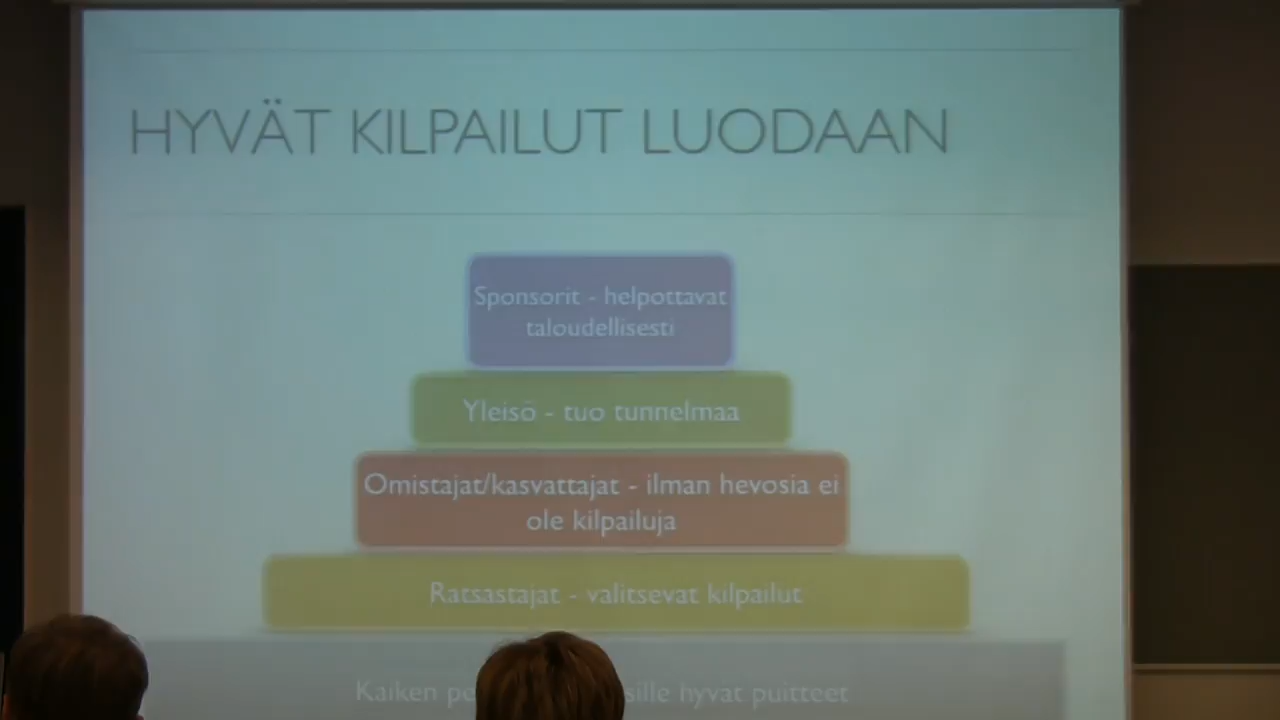 HYVÄT KILPAILUT LUODAAN
Sponsorit - helpottavat
taloudellisesti
Yleisö - tuo tunnelmaa
Omistajat/kasvattajat - ilman hevosia ei
ole kilpailuja
Ratsastajat - valitsevat kilpailut
Kaiken hyvät puitteet